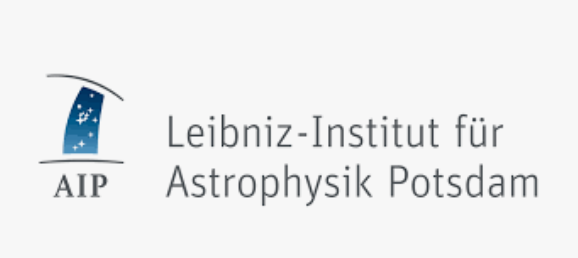 AIP
Leibniz-Institut für
Astrophysik Potsdam